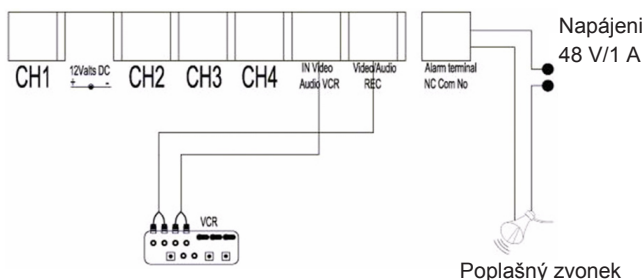 Napájení
48 V/1 A
CH1
12Valts DC
+ -
CH2
CH3
CH4
IN Video
Audio VCR
Video/Audio
REC
Alarm terminal
NC Com No
VCR
Poplašný zvonek